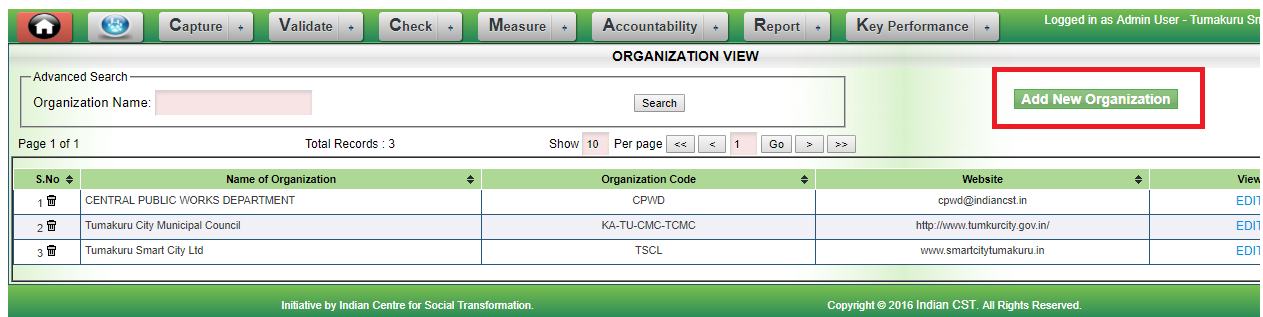 Capture + Validate + Check + Measure + Accountability + Report + Key Performance + Logged in as Admin User - Tumakuru Sm
ORGANIZATION VIEW
Advanced Search
Organization Name: Search Add New Organization
Page 1 of 1 Total Records : 3 Show 10 Per page << < 1 Go > >>
S.No Name of Organization Organization Code Website View
1 CENTRAL PUBLIC WORKS DEPARTMENT CPWD cpwd@indiancst.in EDIT
2 Tumakuru City Municipal Council KA-TU-CMC-TCMC http://www.tumkurcity.gov.in/ EDIT
3 Tumakuru Smart City Ltd TSCL www.smartcitytumakuru.in EDIT
Initiative by Indian Centre for Social Transformation. Copyright © 2016 Indian CST. All Rights Reserved.